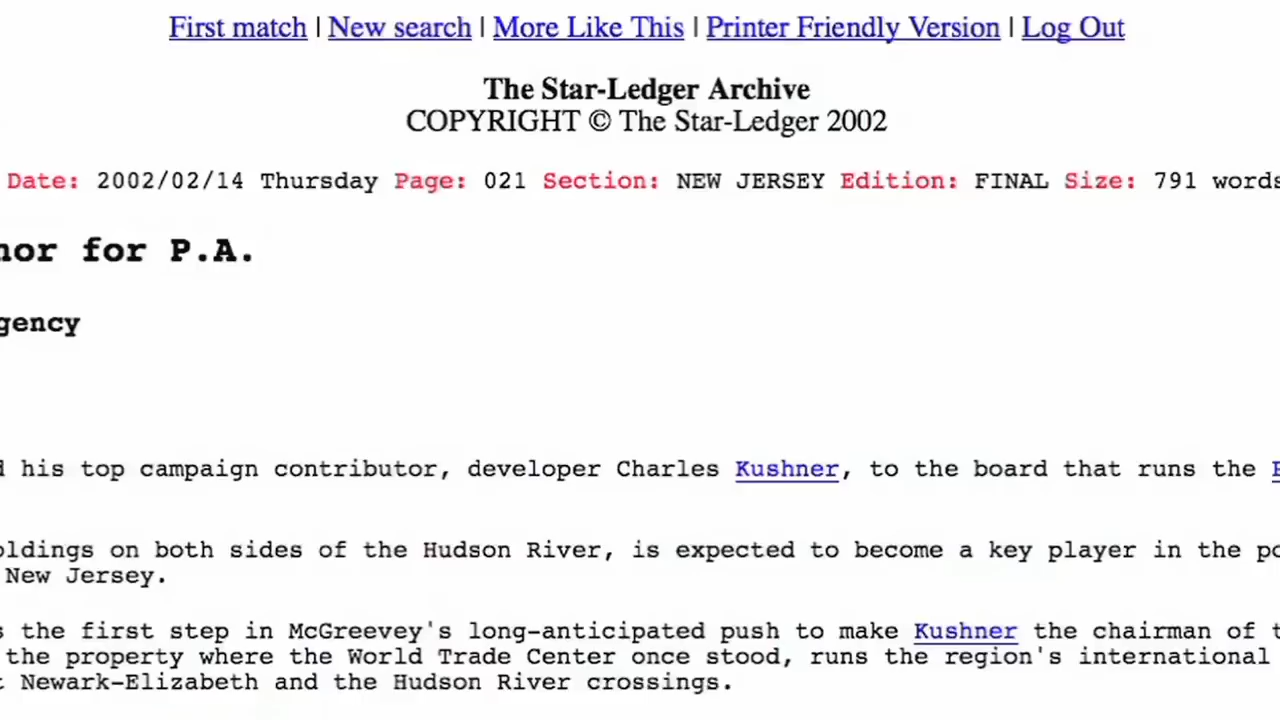 First match | New search | More Like This | Printer Friendly Version | Log Out
The Star-Ledger Archive
COPYRIGHT © The Star-Ledger 2002
Date: 2002/02/14 Thursday Page: 021 Section: NEW JERSEY Edition: FINAL Size: 791 words
nor for P.A.
gency
d his top campaign contributor, developer Charles Kushner, to the board that runs the
oldings on both sides of the Hudson River, is expected to become a key player in the po
New Jersey.
s the first step in McGreevey's long-anticipated push to make Kushner the chairman of t
the property where the World Trade Center once stood, runs the region's international
t Newark-Elizabeth and the Hudson River crossings.